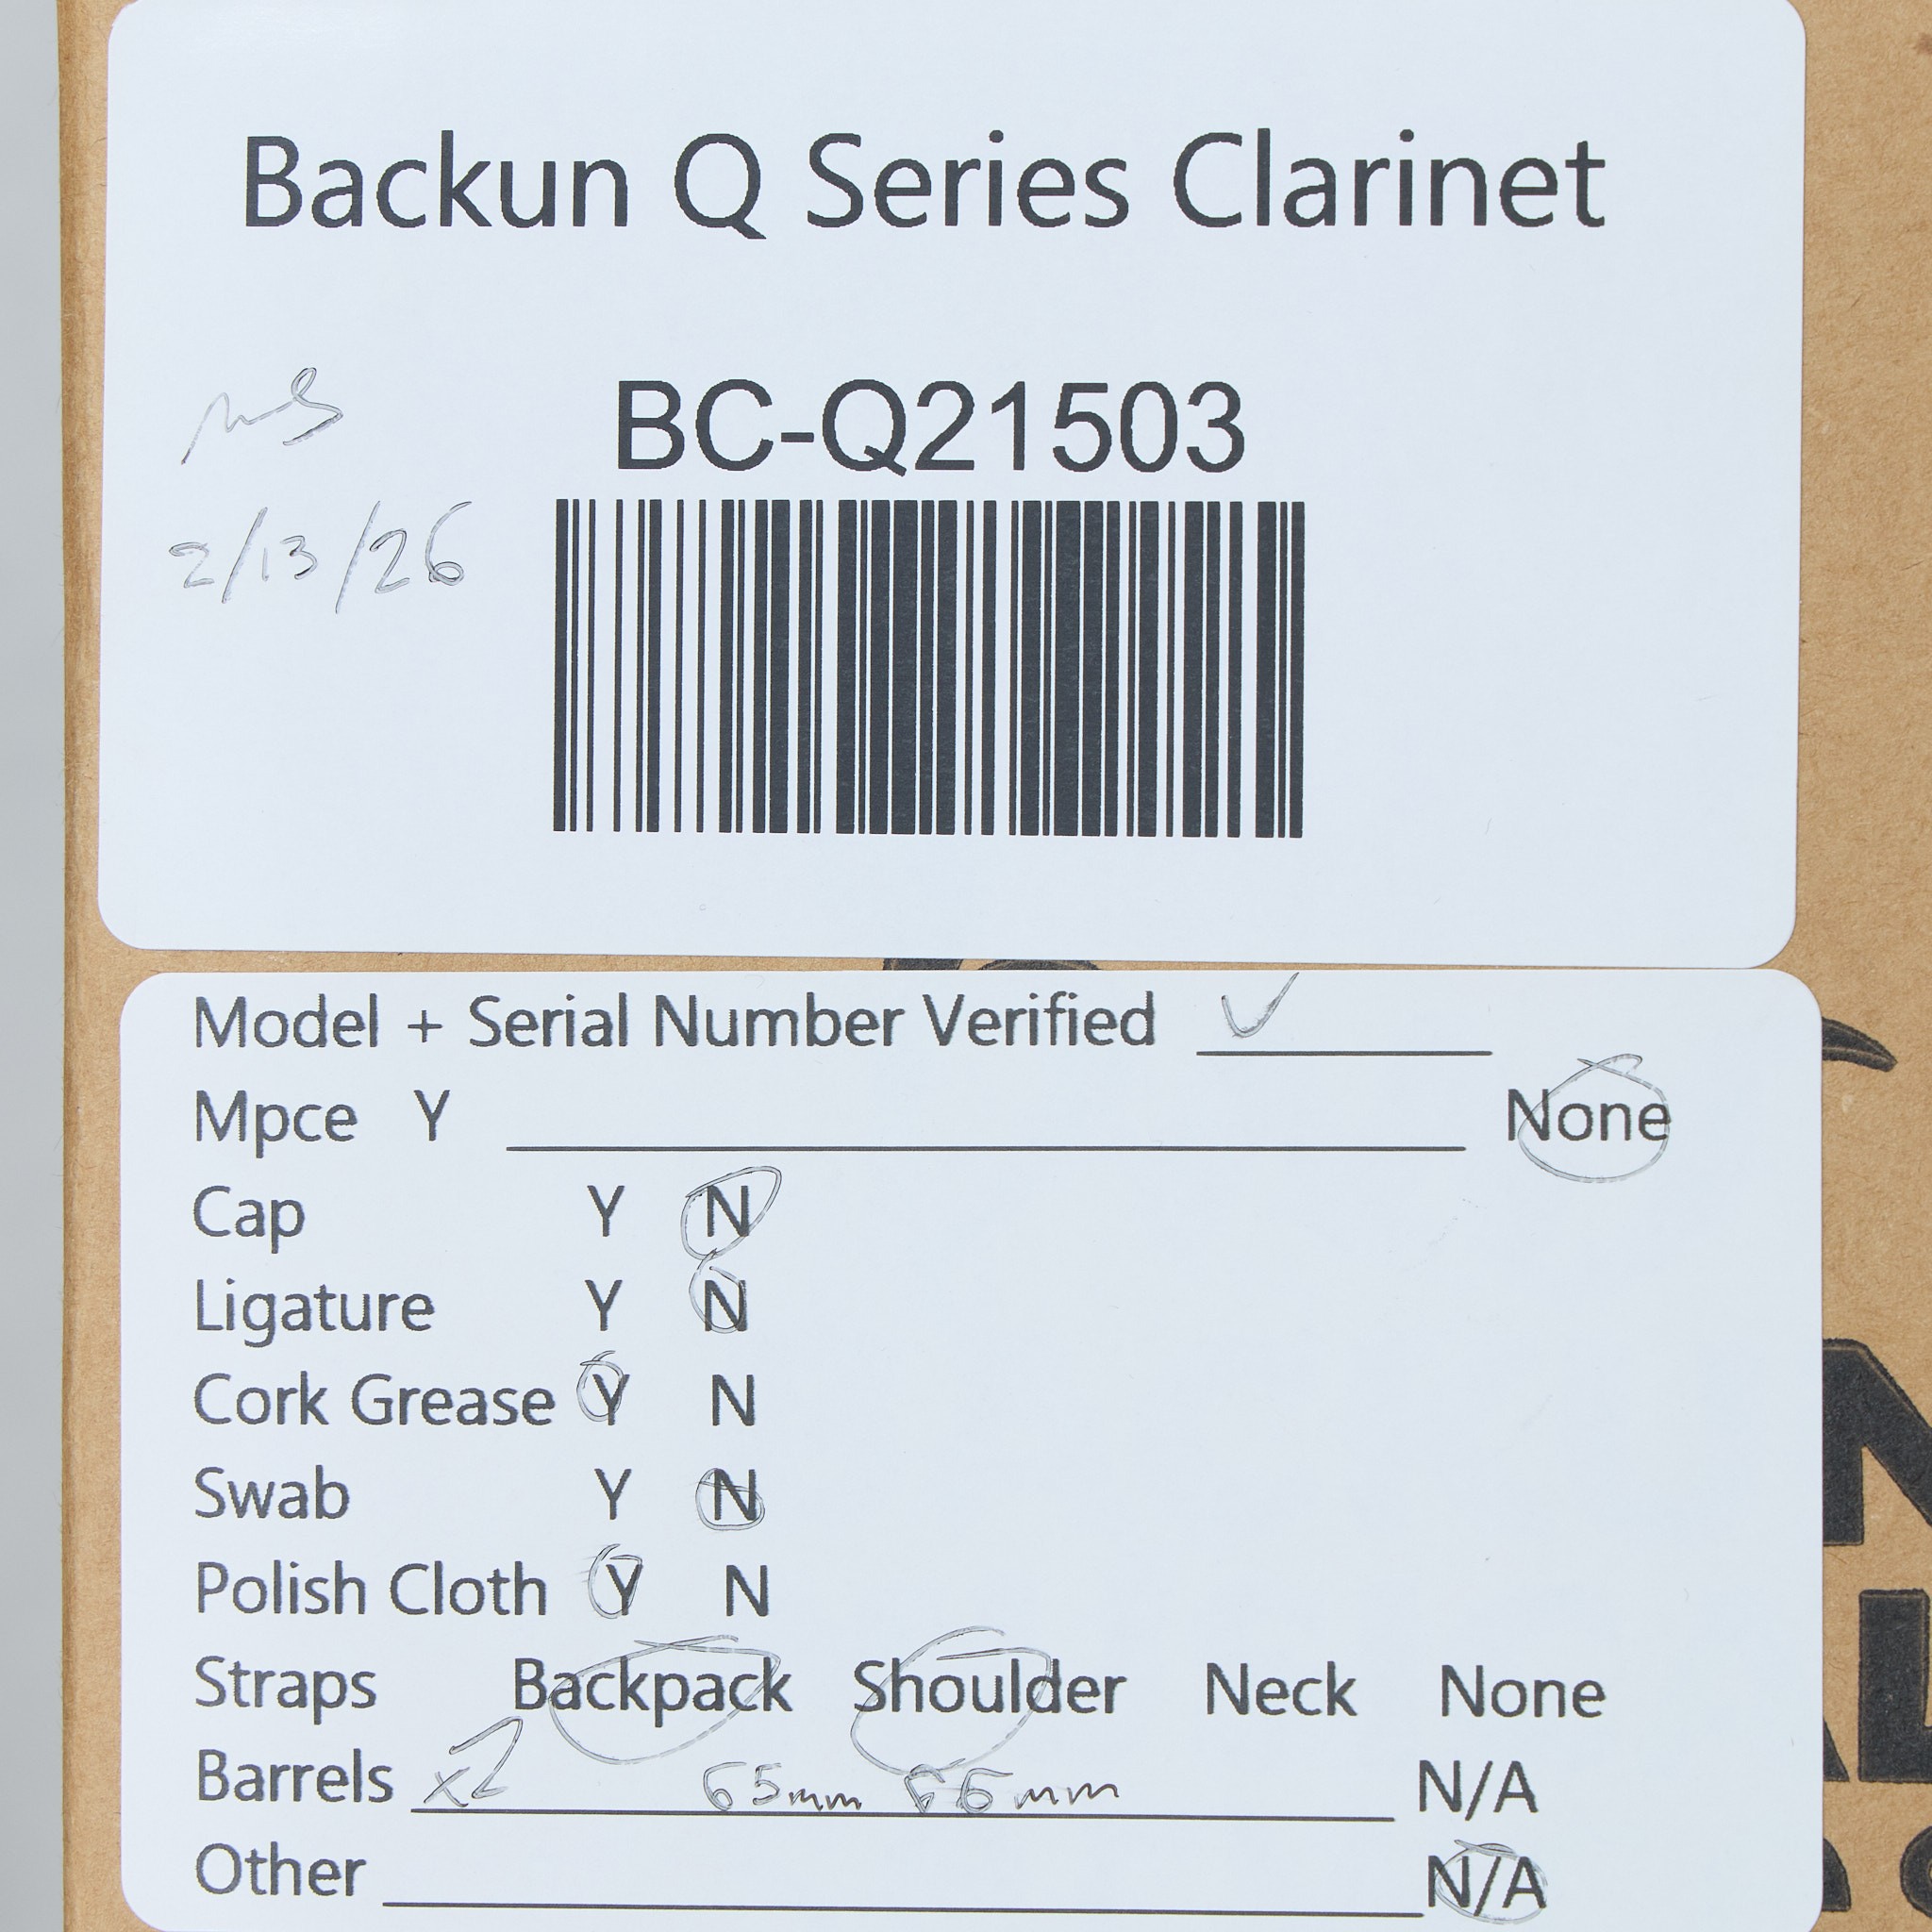 Backun Q Series Clarinet
BC-Q21503
2/13/26
Model + Serial Number Verified ✓
Mpce Y None
Cap Y N
Ligature Y N
Cork Grease Y N
Swab Y N
Polish Cloth Y N
Straps Backpack Shoulder Neck None
Barrels x2 65mm 66mm N/A
Other N/A